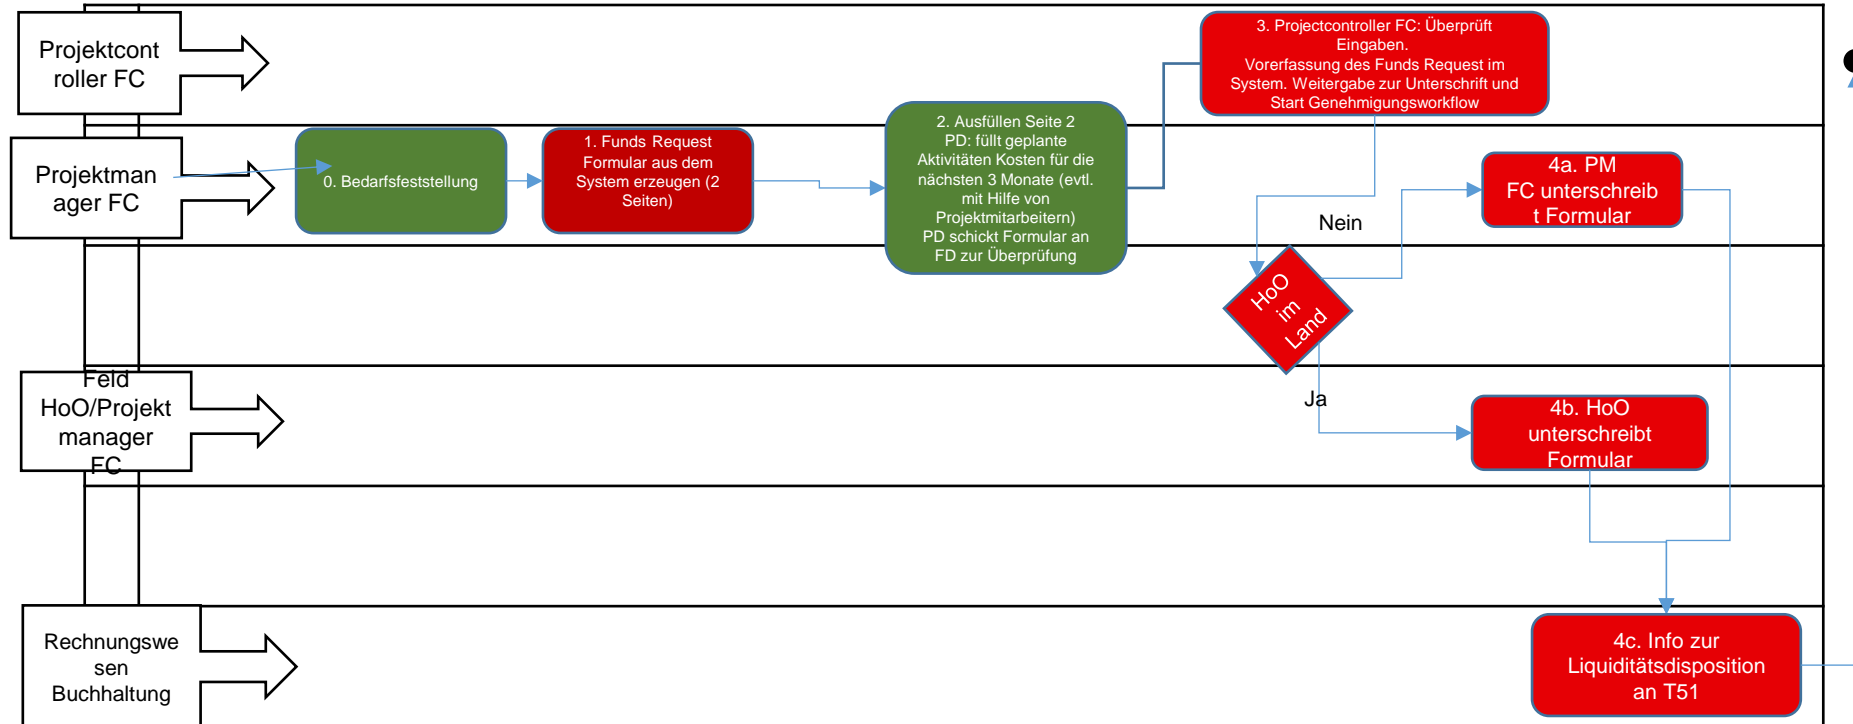 Projektcont
roller FC
3. Projectcontroller FC: Überprüft
Eingaben.
Vorerfassung des Funds Request im
System. Weitergabe zur Unterschrift und
Start Genehmigungsworkflow
Projektman
ager FC
0. Bedarfsfeststellung
1. Funds Request
Formular aus dem
System erzeugen (2
Seiten)
2. Ausfüllen Seite 2
PD: füllt geplante
Aktivitäten Kosten für die
nächsten 3 Monate (evtl.
mit Hilfe von
Projektmitarbeitern)
PD schickt Formular an
FD zur Überprüfung
4a. PM
FC unterschreib
t Formular
Nein
HoO
im
Land
Ja
Feld
HoO/Projekt
manager
FC
4b. HoO
unterschreibt
Formular
Rechnungswe
sen
Buchhaltung
4c. Info zur
Liquiditätsdisposition
an T51